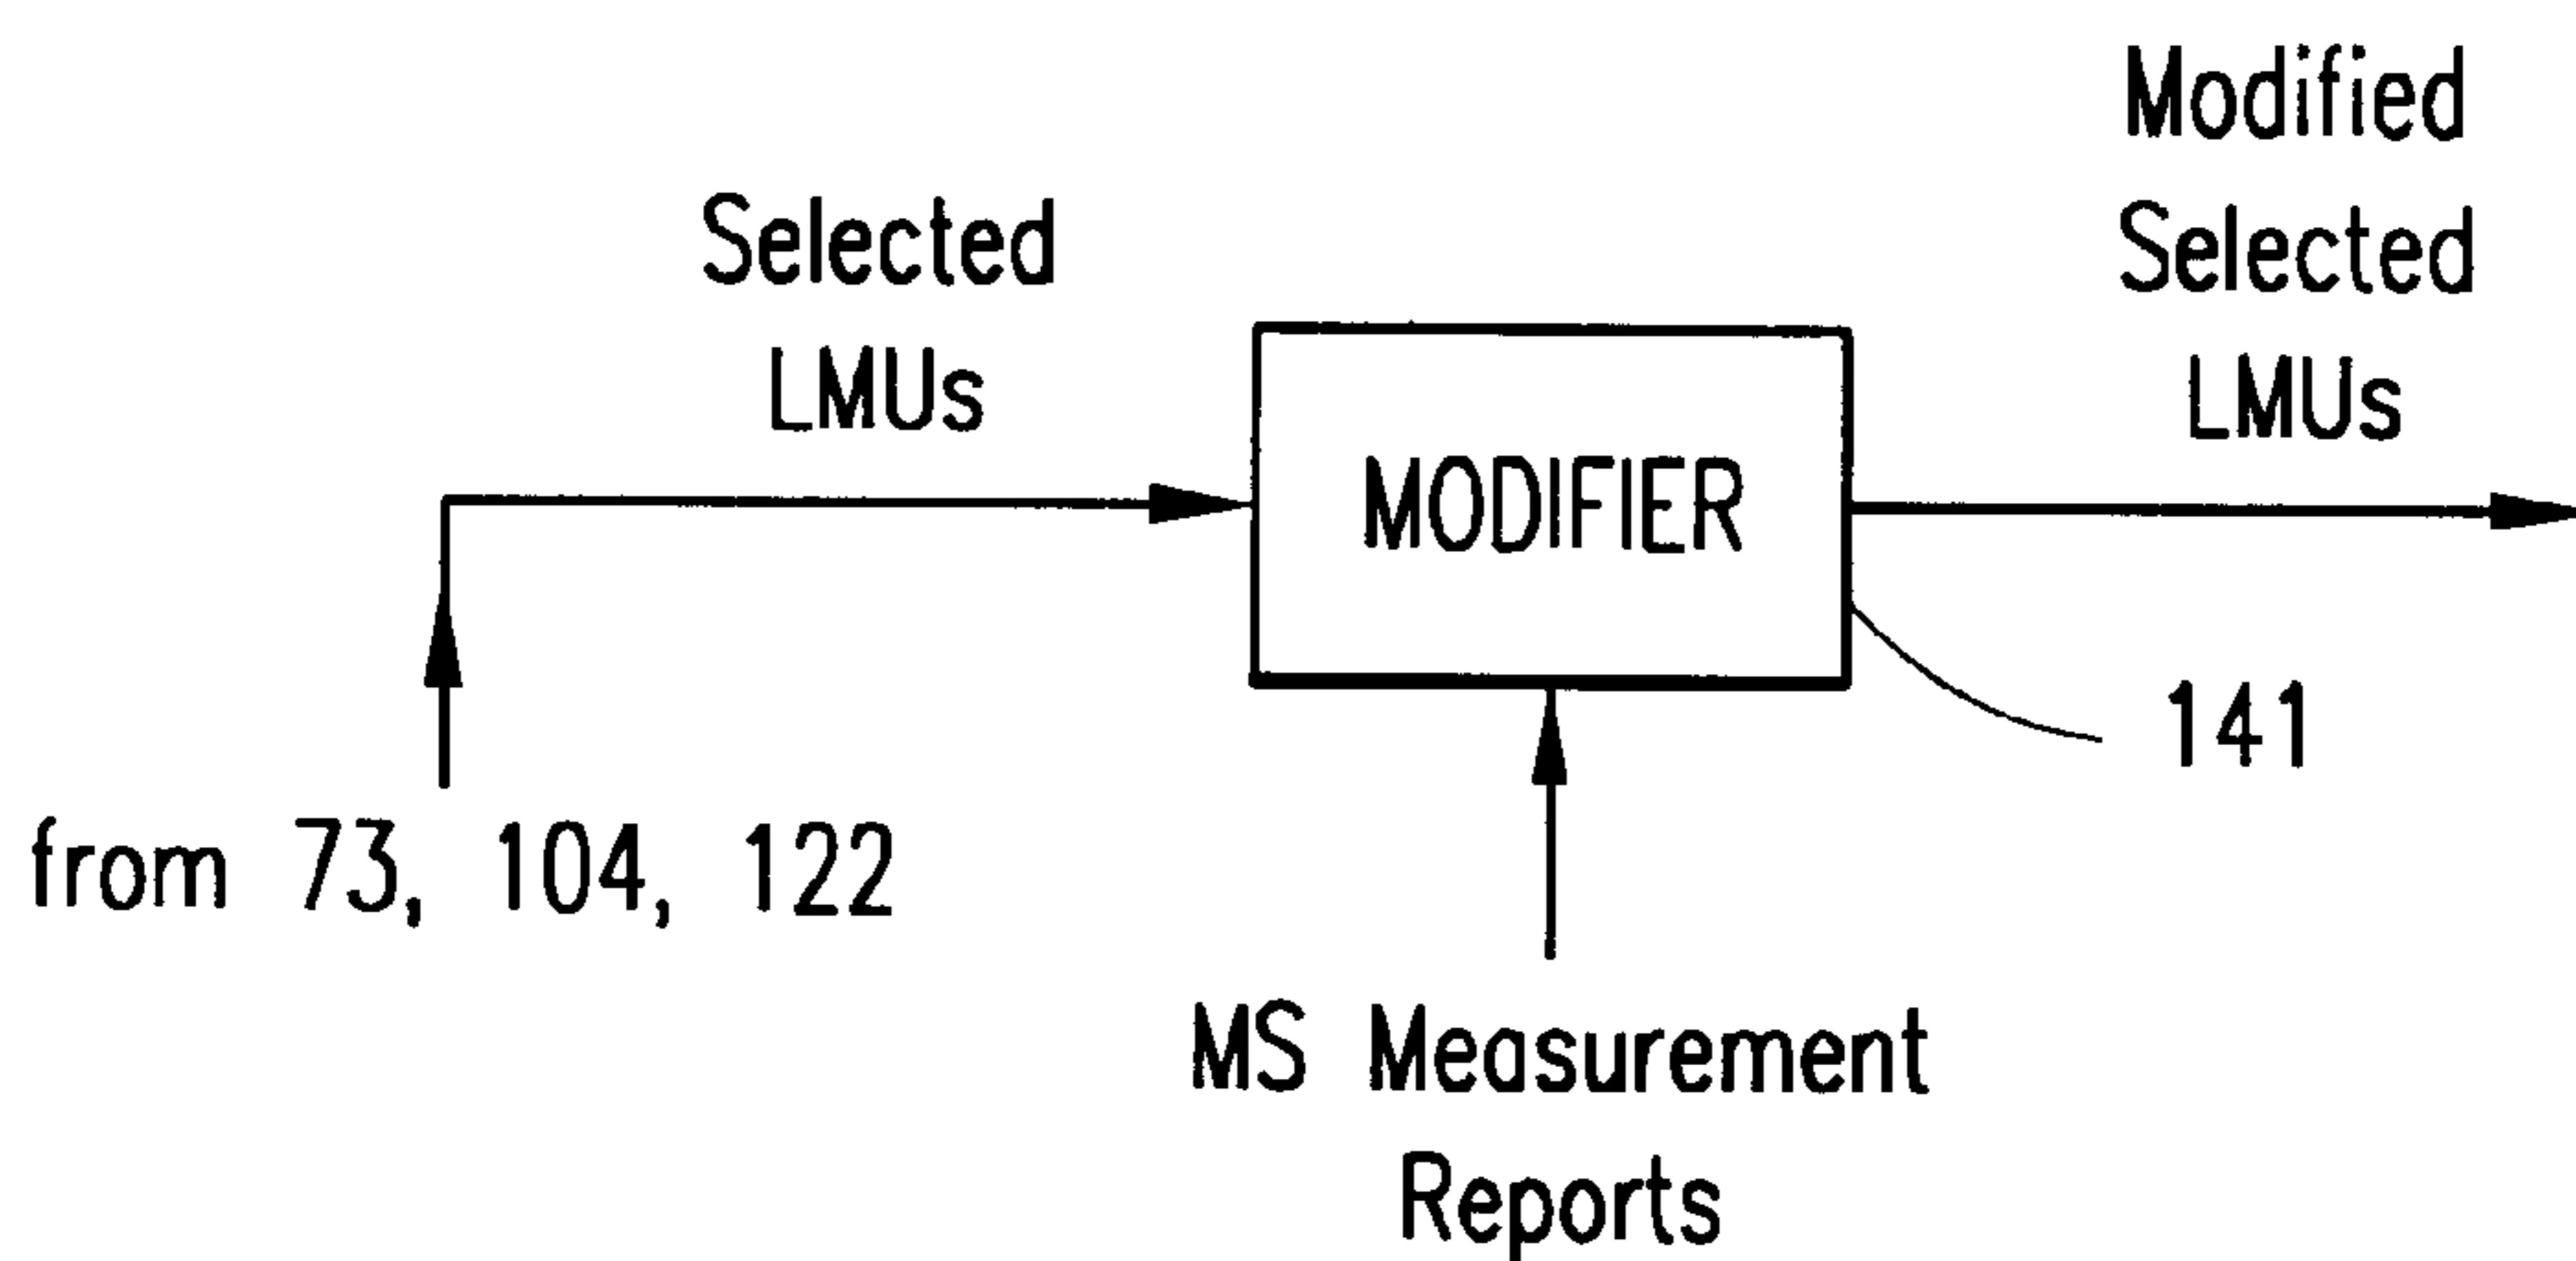 Modified
Selected
LMUs
Selected
LMUs
MODIFIER
141
from 73, 104, 122
MS Measurement
Reports